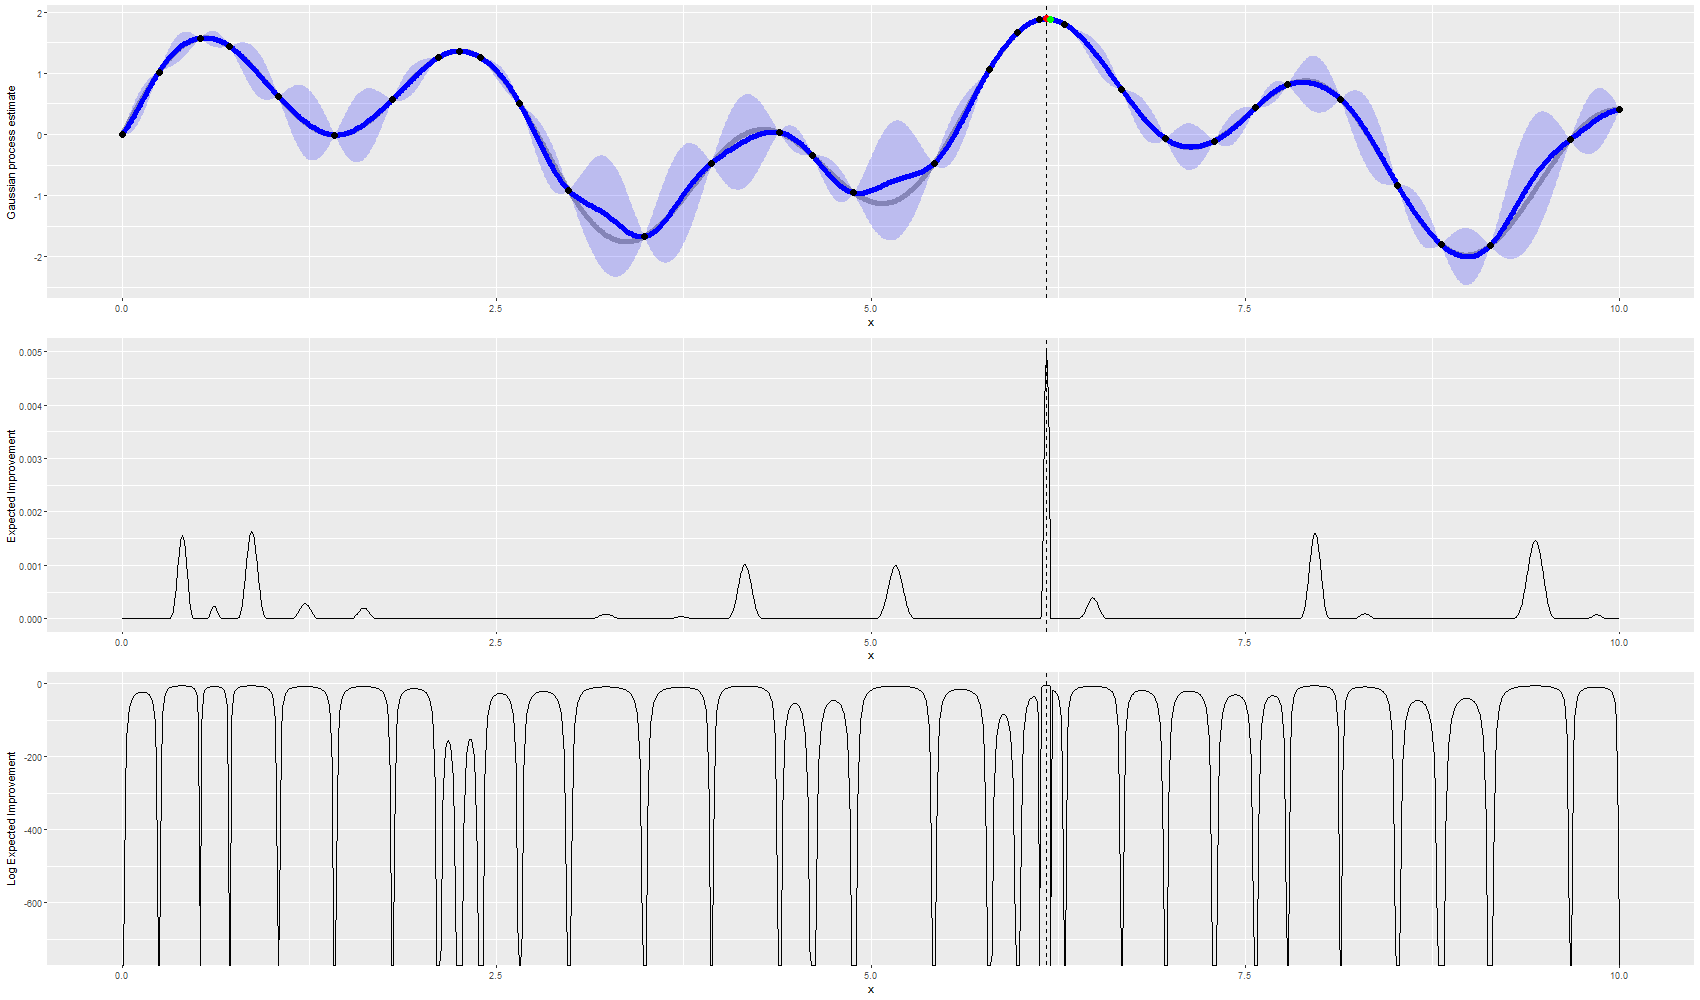 Gaussian process estimate
2
1
0
-1
-2
0.0 2.5 5.0 7.5 10.0
x
Expected Improvement
0.005
0.004
0.003
0.002
0.001
0.000
0.0 2.5 5.0 7.5 10.0
x
Log Expected Improvement
0
-200
-400
-600
0.0 2.5 5.0 7.5 10.0
x